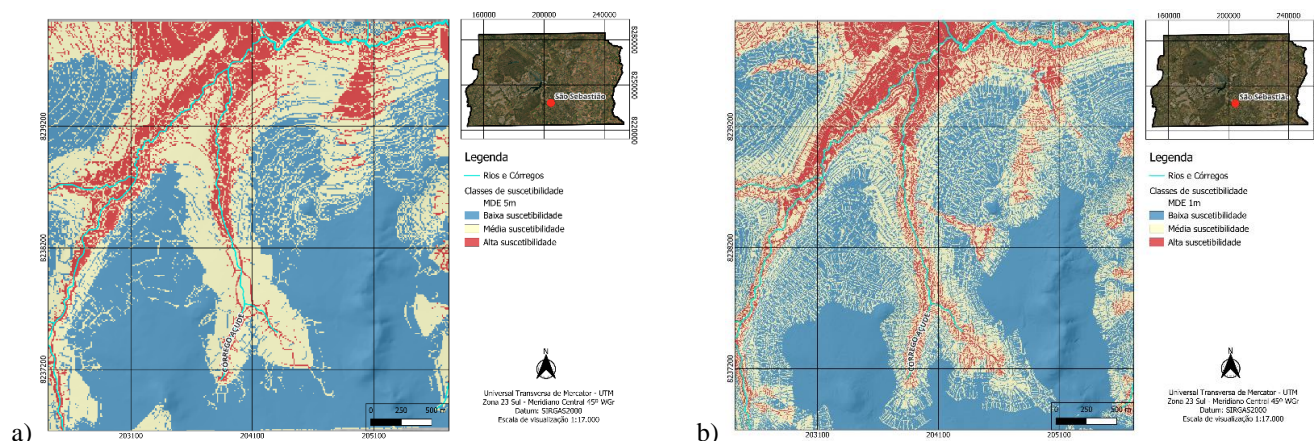 a)
160000 200000 240000
8280000
8250000
8220000
São Sebastião
8239200
8238200
8237200
203100 204100 205100
CORREGO AÇUDE
0 250 500 m
Legenda
Rios e Córregos
Classes de suscetibilidade
MDE 5m
Baixa suscetibilidade
Média suscetibilidade
Alta suscetibilidade
N
Universal Transversa de Mercator - UTM
Zona 23 Sul - Meridiano Central 45º WGr
Datum: SIRGAS2000
Escala de visualização 1:17.000
b)
160000 200000 240000
8280000
8250000
8220000
São Sebastião
8239200
8238200
8237200
203100 204100 205100
CORREGO AÇUDE
0 250 500 m
Legenda
Rios e Córregos
Classes de suscetibilidade
MDE 1m
Baixa suscetibilidade
Média suscetibilidade
Alta suscetibilidade
N
Universal Transversa de Mercator - UTM
Zona 23 Sul - Meridiano Central 45º WGr
Datum: SIRGAS2000
Escala de visualização 1:17.000